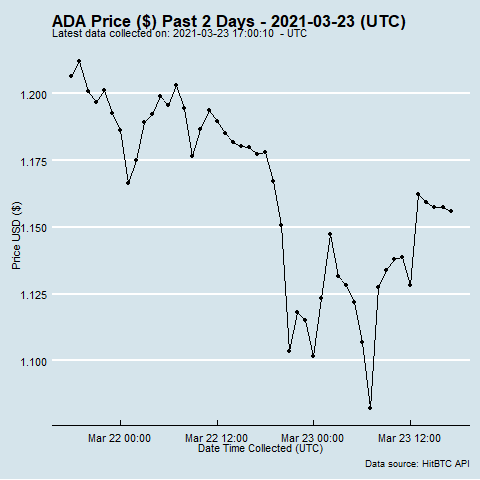 ADA Price ($) Past 2 Days - 2021-03-23 (UTC)
Latest data collected on: 2021-03-23 17:00:10  - UTC
1.200
1.175
1.150
1.125
1.100
Price USD ($)
Mar 22 00:00 Mar 22 12:00 Mar 23 00:00 Mar 23 12:00
Date Time Collected (UTC)
Data source: HitBTC API